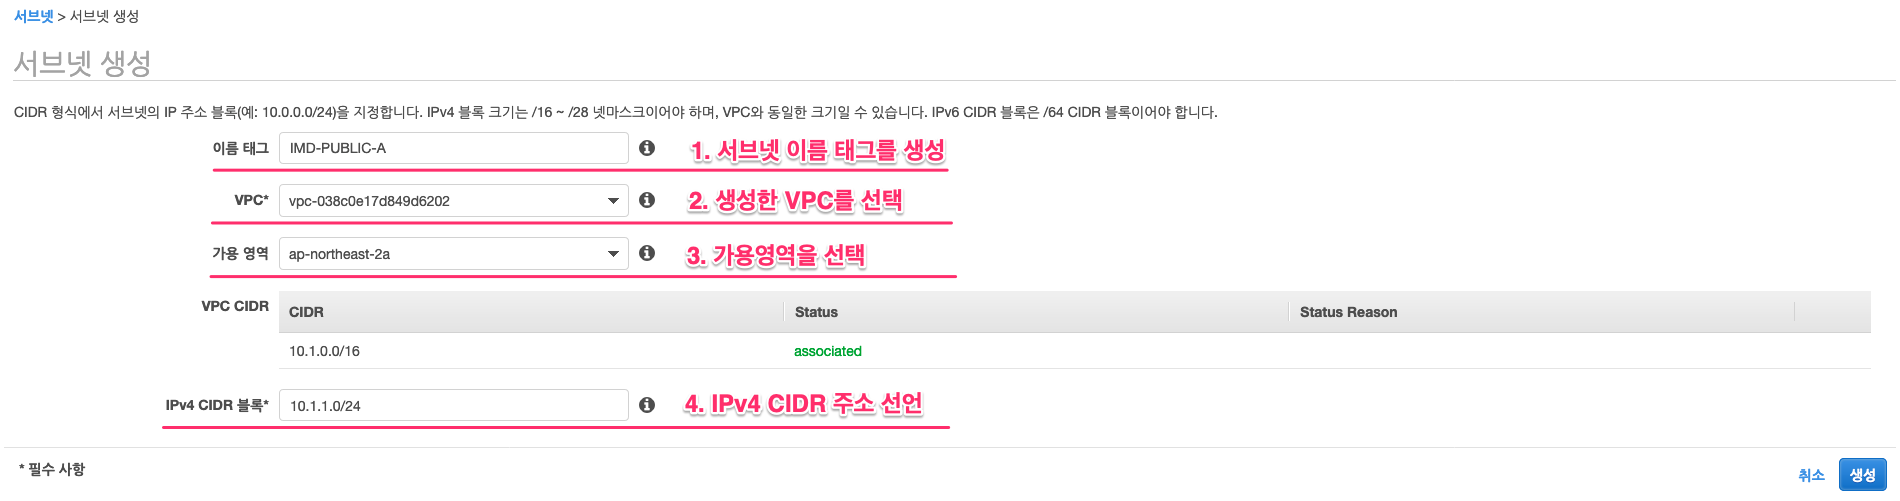 서브넷 > 서브넷 생성
서브넷 생성
CIDR 형식에서 서브넷의 IP 주소 블록(예: 10.0.0.0/24)을 지정합니다. IPv4 블록 크기는 /16 ~ /28 넷마스크이어야 하며, VPC와 동일한 크기일 수 있습니다. IPv6 CIDR 블록은 /64 CIDR 블록이어야 합니다.
이름 태그 IMD-PUBLIC-A 1. 서브넷 이름 태그를 생성
VPC* vpc-038c0e17d849d6202 2. 생성한 VPC를 선택
가용 영역 ap-northeast-2a 3. 가용영역을 선택
VPC CIDR CIDR Status Status Reason
10.1.0.0/16 associated
IPv4 CIDR 블록* 10.1.1.0/24 4. IPv4 CIDR 주소 선언
* 필수 사항
취소 생성